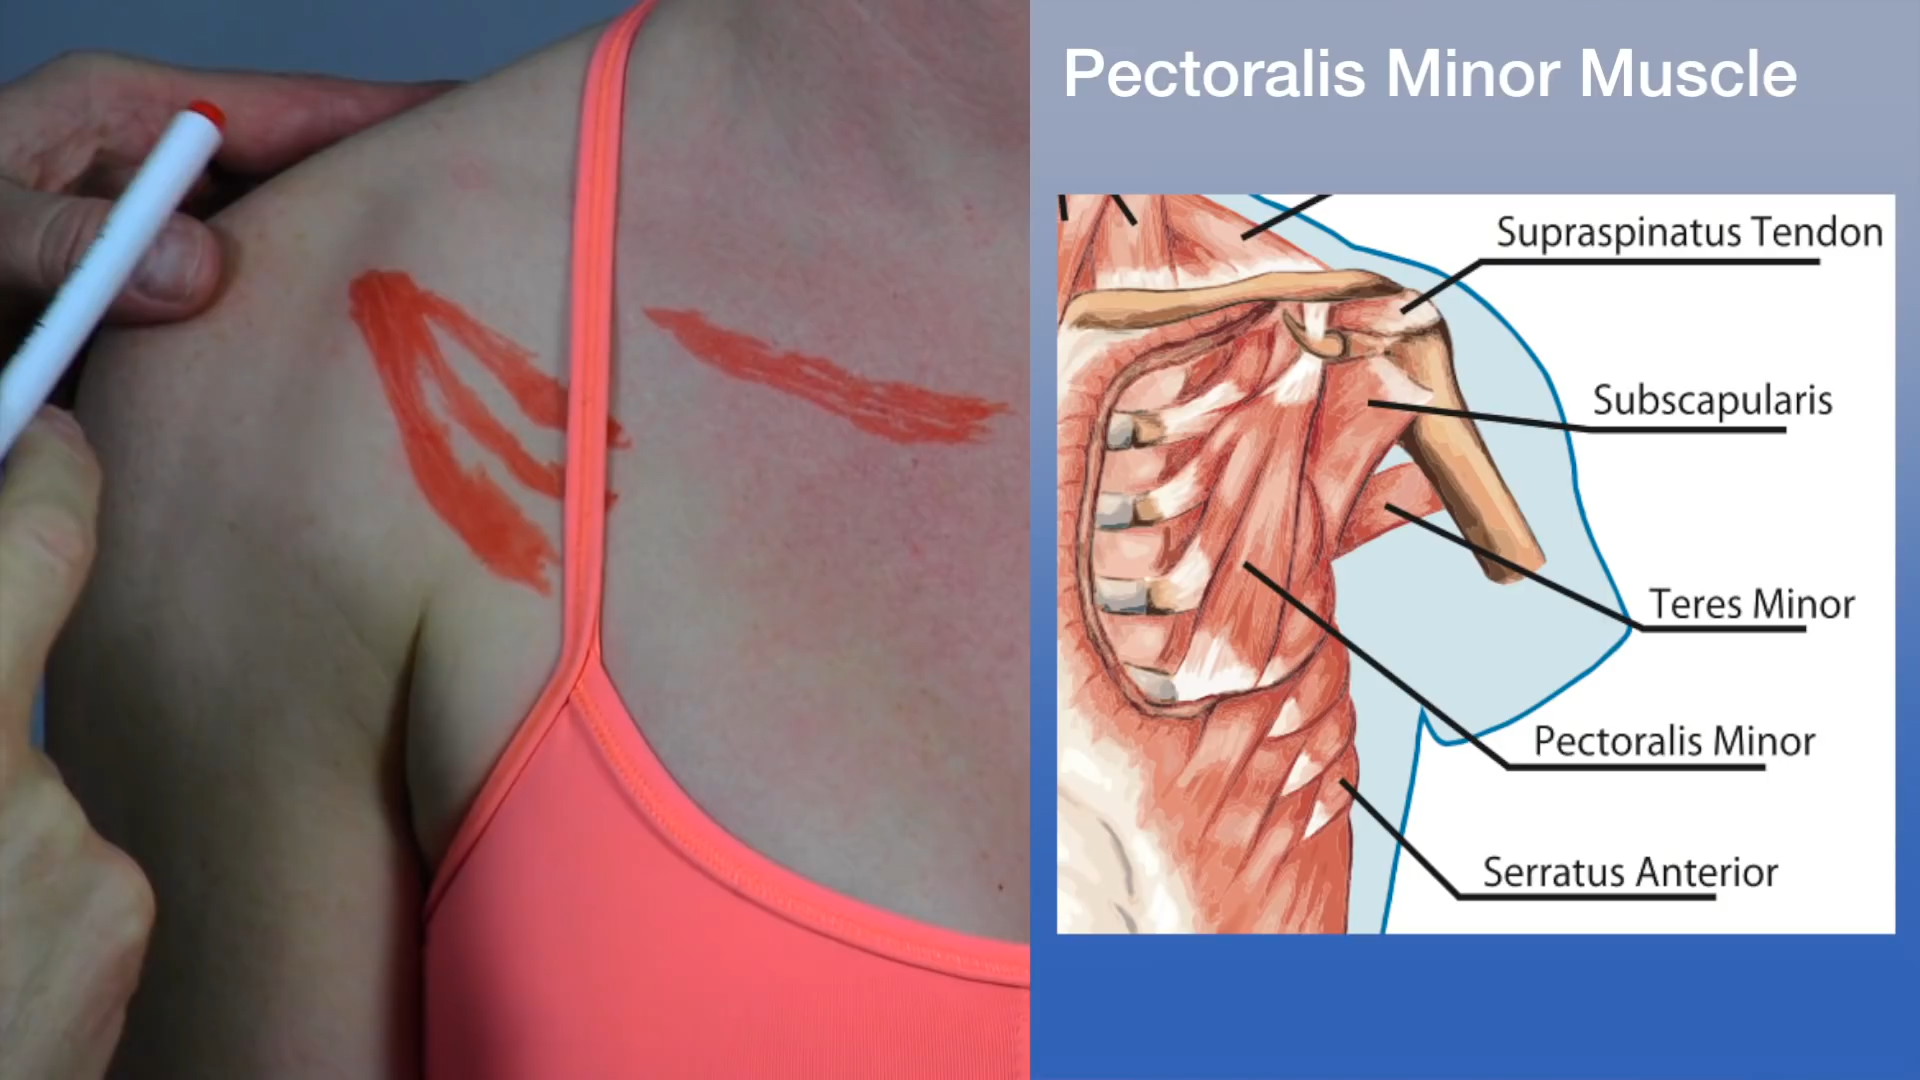 Pectoralis Minor Muscle
Supraspinatus Tendon
Subscapularis
Teres Minor
Pectoralis Minor
Serratus Anterior